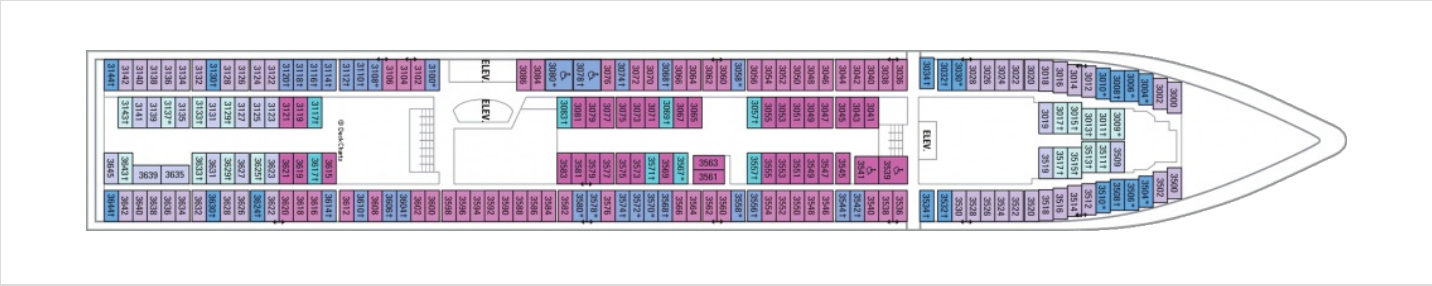 3144† 3142 3140 3138 3136 3134 3132 3130† 3128 3126 3124 3122 3120† 3118† 3116† 3114† 3112† 3110† 3108* 3106 3104 3102 3100* ELEV. 3086 3084 3080* 3078† 3076 3074† 3072 3070 3068† 3066 3064 3062 3060 3058* 3056 3054 3052 3050 3048 3046 3044 3042 3040 3038 3036 3034† 3032† 3030* 3028 3026 3024 3022 3020 3018 3016 3014 3012 3010* 3008† 3006* 3004* 3002 3000
3143† 3141 3139 3137* 3135 3133† 3131 3129† 3127 3125 3123 3121 3119 3117† ELEV. 3083† 3081 3079 3077 3075 3073 3071 3069† 3067 3065 3057† 3055 3053 3051 3049 3047 3045 3043 3041 3019 3017† 3015† 3013† 3011† 3009*
© Deck Chartz
ELEV.
3645 3643† 3639 3635 3633† 3631 3629† 3627 3625† 3623 3621 3619 3617† 3615 3583 3581 3579 3577 3575 3573 3571† 3569 3567* 3563 3557† 3555 3553 3551 3549 3547 3545 3541 3539 3519 3517† 3515† 3513† 3511† 3509
3561
3644† 3642 3640 3638 3636 3634 3632 3630† 3628 3626 3624† 3622 3620 3618 3616 3614† 3612 3610† 3608 3606† 3604† 3602 3600 3598 3596 3594 3592 3590 3588 3586 3584 3582 3580* 3578* 3576 3574† 3572* 3570* 3568† 3566 3564 3562 3560 3558† 3556† 3554 3552 3550 3548 3546 3544† 3542† 3540 3538 3536 3534† 3532† 3530 3528 3526 3524 3522 3520 3518 3516 3514 3512 3510* 3508† 3506* 3504* 3502 3500